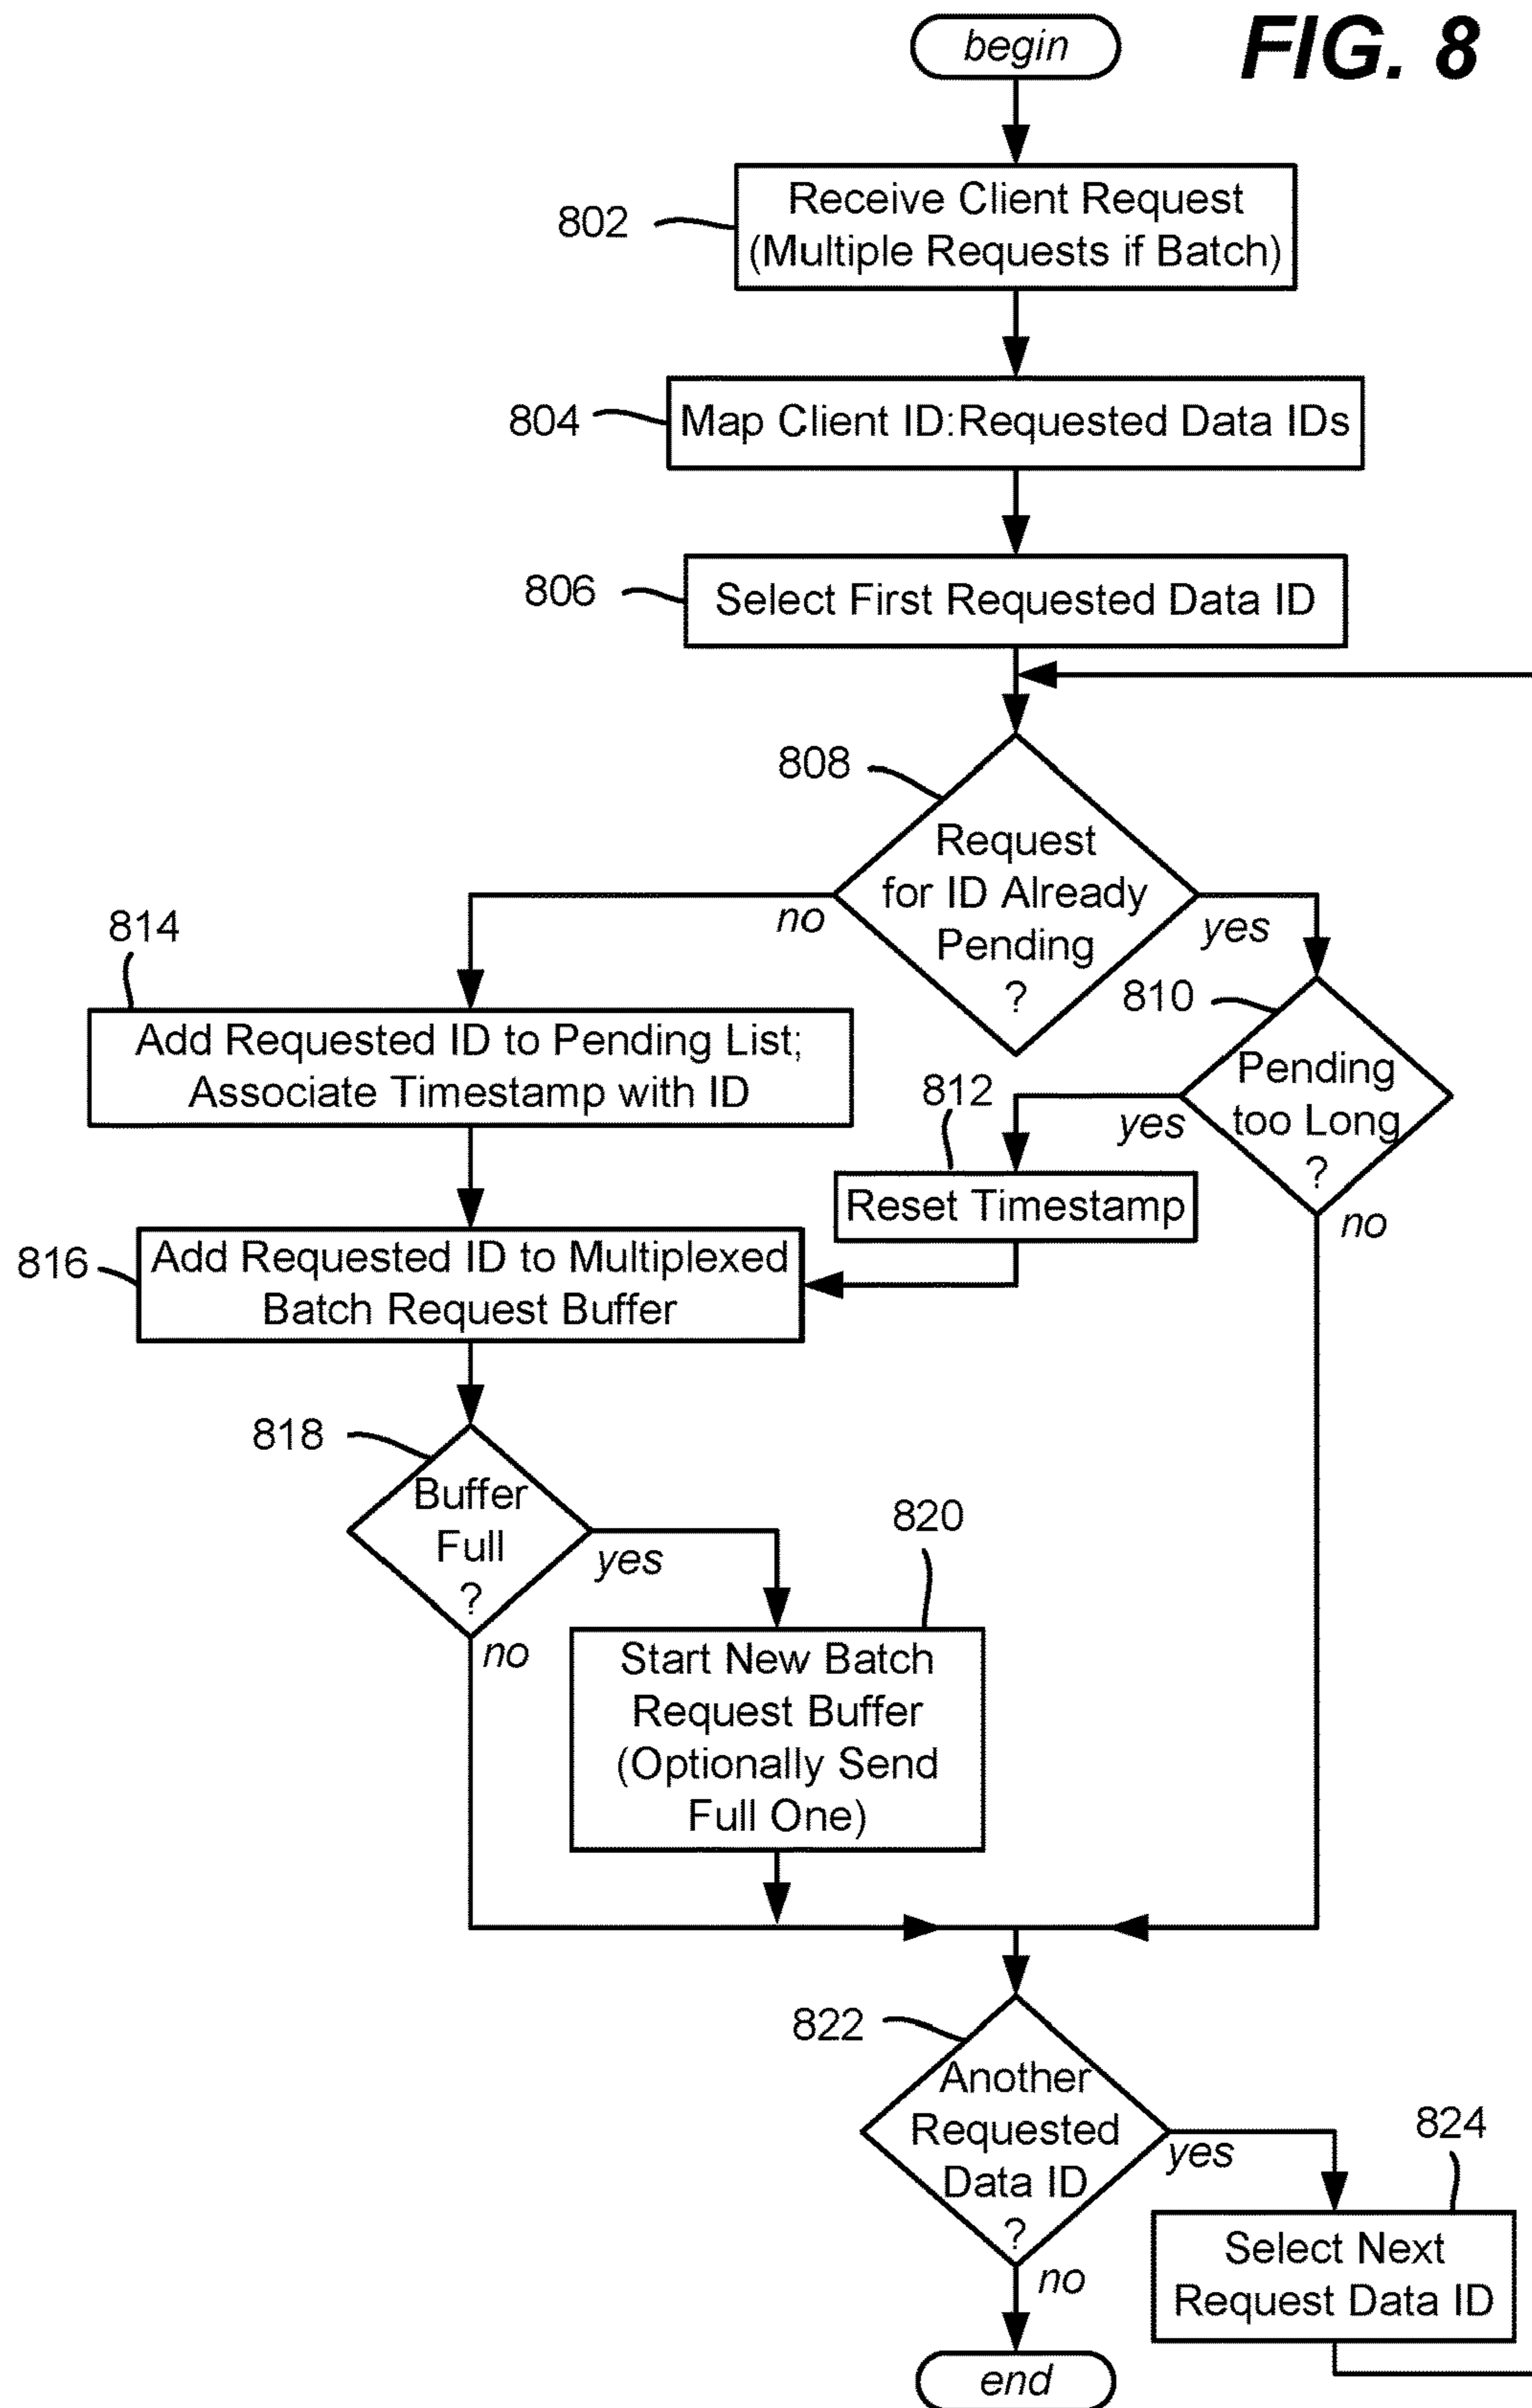 begin
FIG. 8
802
Receive Client Request
(Multiple Requests if Batch)
804
Map Client ID:Requested Data IDs
806
Select First Requested Data ID
808
Request
for ID Already
Pending
?
no
yes
814
Add Requested ID to Pending List;
Associate Timestamp with ID
810
Pending
too Long
?
yes
no
812
Reset Timestamp
816
Add Requested ID to Multiplexed
Batch Request Buffer
818
Buffer
Full
?
yes
no
820
Start New Batch
Request Buffer
(Optionally Send
Full One)
822
Another
Requested
Data ID
?
yes
no
824
Select Next
Request Data ID
end